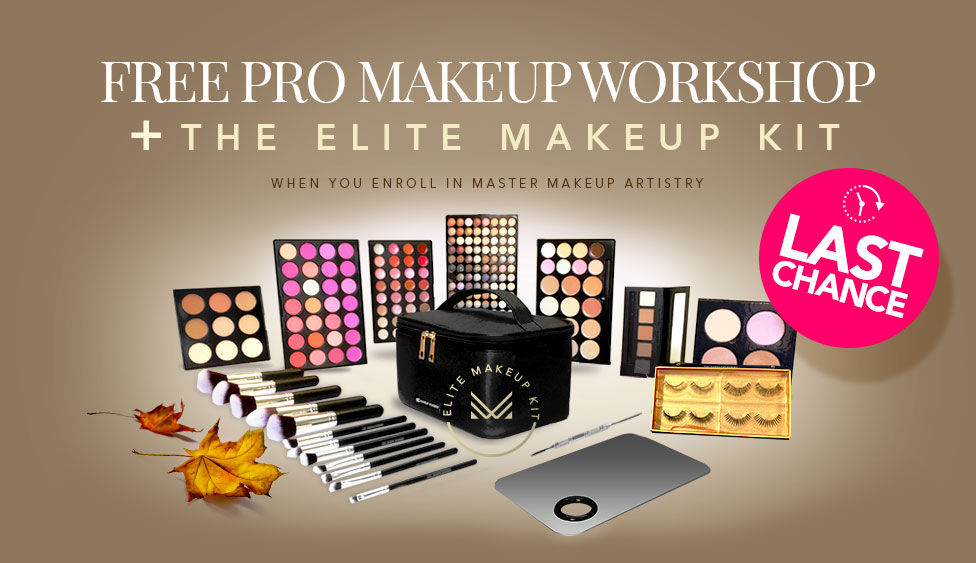 FREE PRO MAKEUP WORKSHOP
+ THE ELITE MAKEUP KIT
WHEN YOU ENROLL IN MASTER MAKEUP ARTISTRY
LAST
CHANCE
ELITE MAKEUP KIT